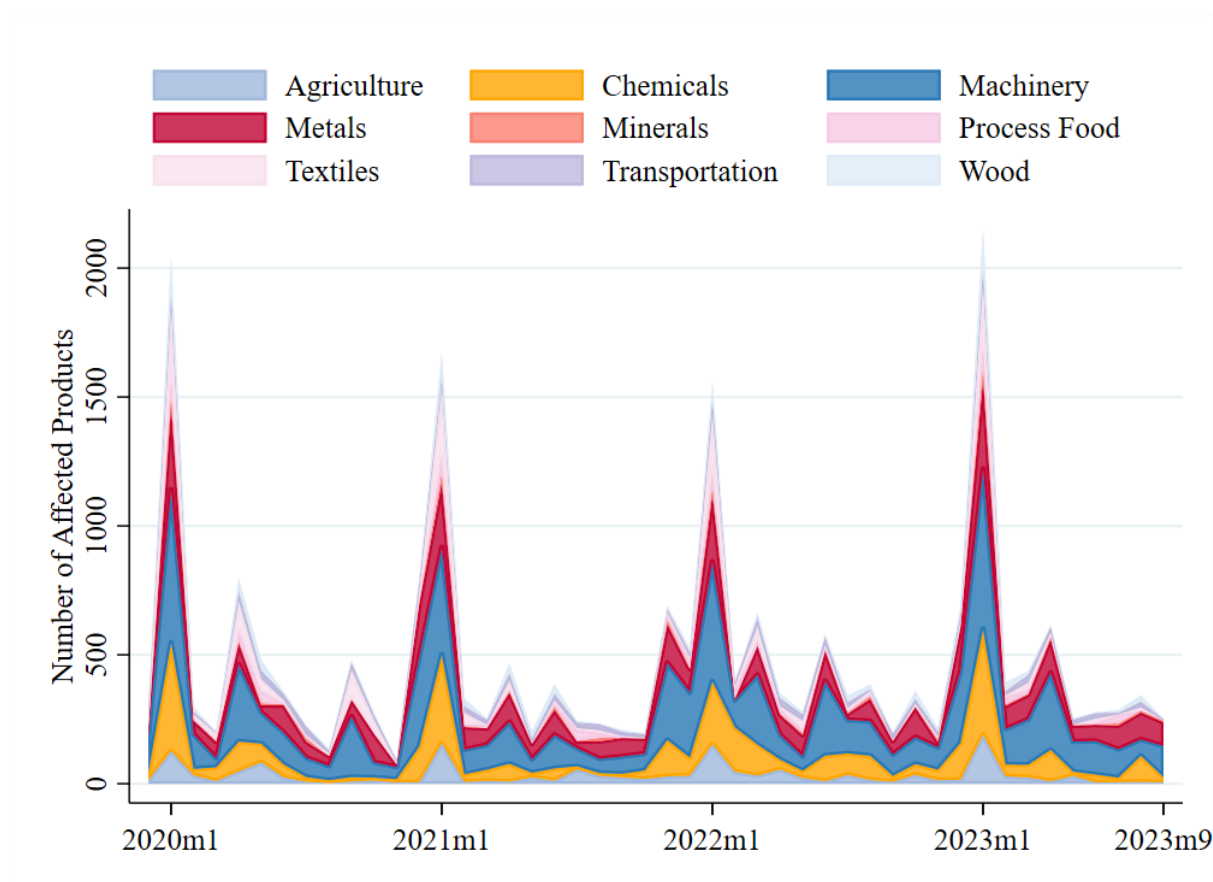 Agriculture Chemicals Machinery
Metals Minerals Process Food
Textiles Transportation Wood
Number of Affected Products
2000
1500
1000
500
0
2020m1 2021m1 2022m1 2023m1 2023m9